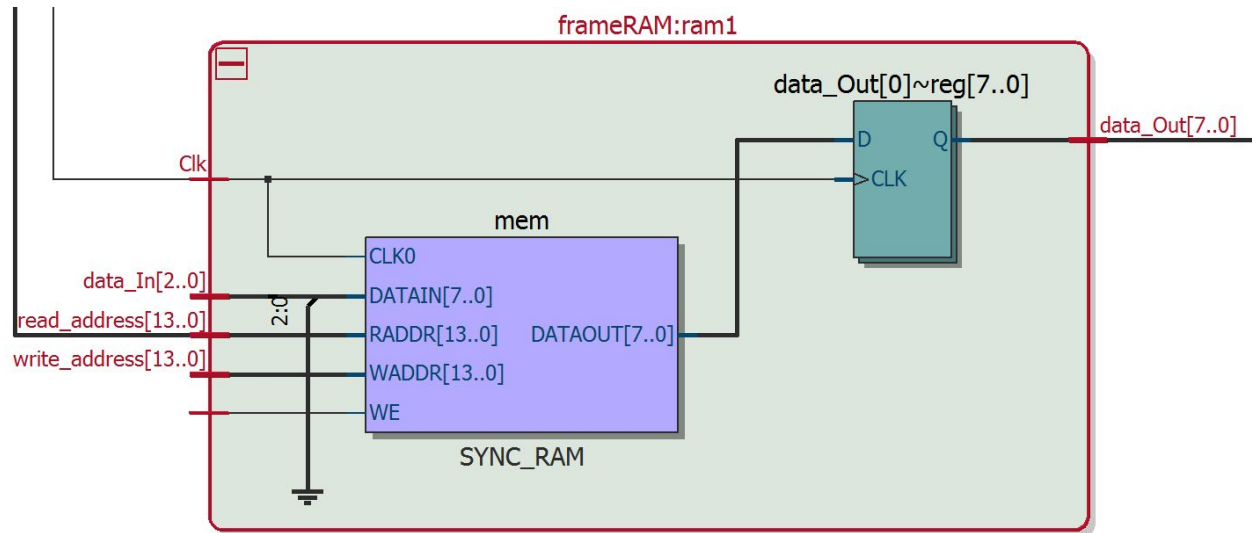 frameRAM:ram1
data_Out[0]~reg[7..0]
data_Out[7..0]
D
Q
Clk
CLK
mem
CLK0
data_In[2..0]
2:0
DATAIN[7..0]
read_address[13..0]
RADDR[13..0]
DATAOUT[7..0]
write_address[13..0]
WADDR[13..0]
WE
SYNC_RAM